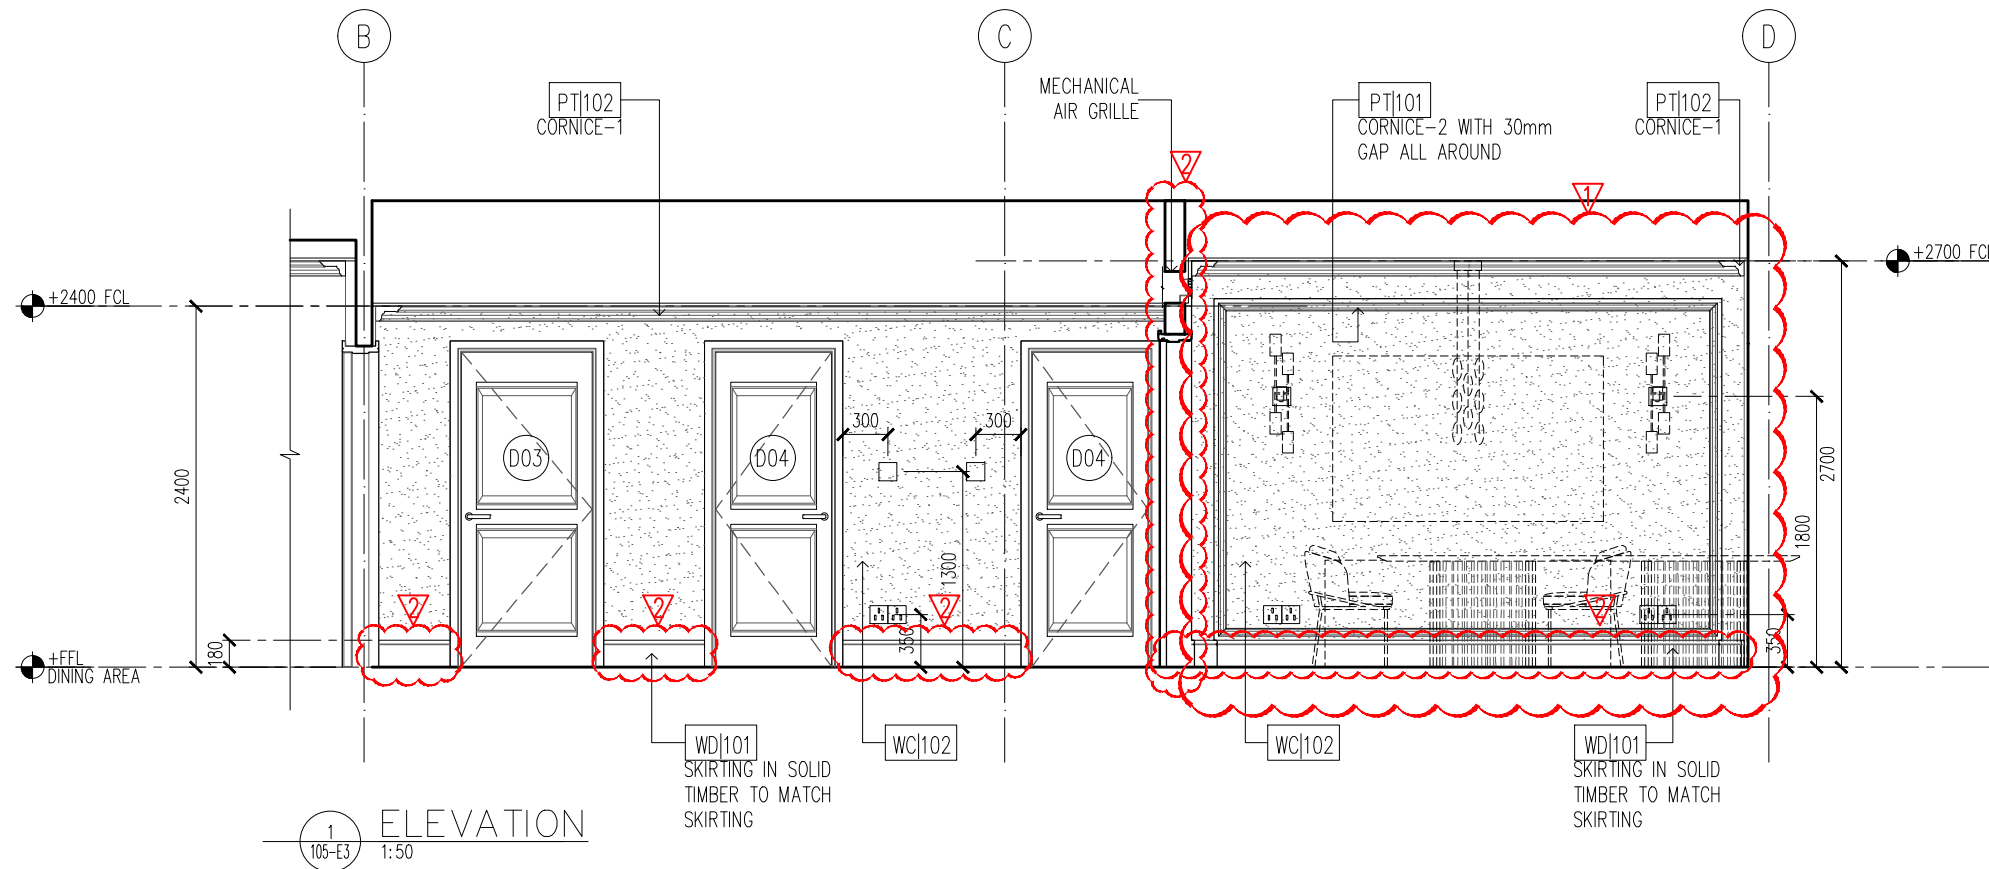 B
C
D
PT|102
CORNICE-1
MECHANICAL
AIR GRILLE
PT|101
CORNICE-2 WITH 30mm
GAP ALL AROUND
PT|102
CORNICE-1
2
1
+2400 FCL
+2700 FCL
2400
D03
D04
D04
300
300
1300
2700
1800
2
2
2
2
180
350
350
+FFL
DINING AREA
WD|101
SKIRTING IN SOLID
TIMBER TO MATCH
SKIRTING
WC|102
WC|102
WD|101
SKIRTING IN SOLID
TIMBER TO MATCH
SKIRTING
1
105-E3
ELEVATION
1:50